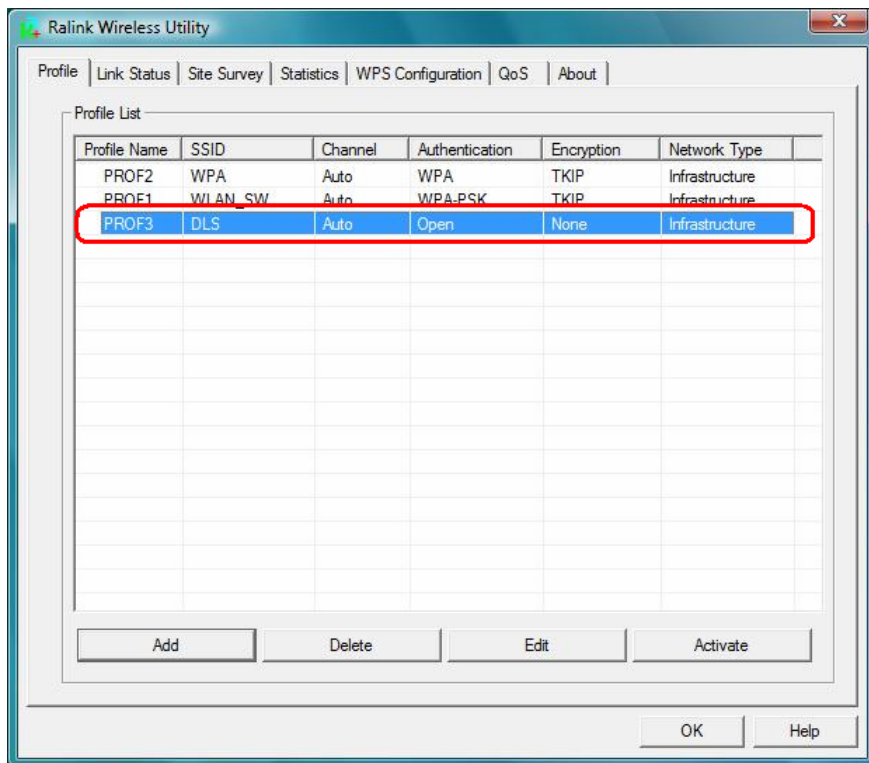 Ralink Wireless Utility
Profile Link Status Site Survey Statistics WPS Configuration QoS About
Profile List
Profile Name SSID Channel Authentication Encryption Network Type
PROF2 WPA Auto WPA TKIP Infrastructure
PROF1 WLAN_SW Auto WPA-PSK TKIP Infrastructure
PROF3 DLS Auto Open None Infrastructure
Add Delete Edit Activate
OK Help